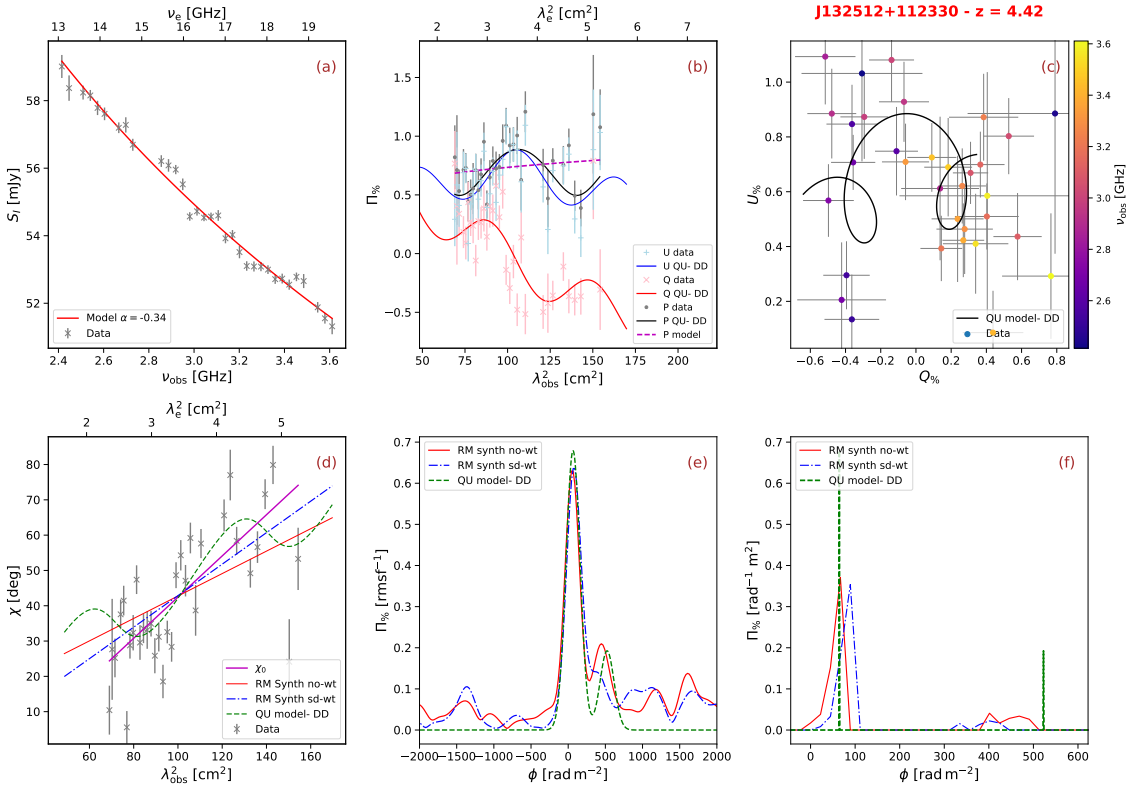 J132512+112330 - z = 4.42
ν_e [GHz]
13 14 15 16 17 18 19
(a)
S_I [mJy]
58
56
54
52
Model α = −0.34
Data
2.4 2.6 2.8 3.0 3.2 3.4 3.6
ν_obs [GHz]
λ_e^2 [cm^2]
2 3 4 5 6 7
(b)
Π_%
1.5
1.0
0.5
0.0
−0.5
U data
U QU- DD
Q data
Q QU- DD
P data
P QU- DD
P model
50 75 100 125 150 175 200
λ_obs^2 [cm^2]
(c)
U_%
1.0
0.8
0.6
0.4
0.2
QU model- DD
Data
−0.6 −0.4 −0.2 0.0 0.2 0.4 0.6 0.8
Q_%
3.6
3.4
3.2
3.0
2.8
2.6
ν_obs [GHz]
λ_e^2 [cm^2]
2 3 4 5
(d)
χ [deg]
80
70
60
50
40
30
20
10
χ_0
RM Synth no-wt
RM Synth sd-wt
QU model- DD
Data
60 80 100 120 140 160
λ_obs^2 [cm^2]
RM synth no-wt
RM synth sd-wt
QU model- DD
(e)
Π_% [rmsf^−1]
0.7
0.6
0.5
0.4
0.3
0.2
0.1
0.0
−2000 −1500 −1000 −500 0 500 1000 1500 2000
ϕ [rad m^−2]
RM synth no-wt
RM synth sd-wt
QU model- DD
(f)
Π_% [rad^−1 m^2]
0.7
0.6
0.5
0.4
0.3
0.2
0.1
0.0
0 100 200 300 400 500 600
ϕ [rad m^−2]